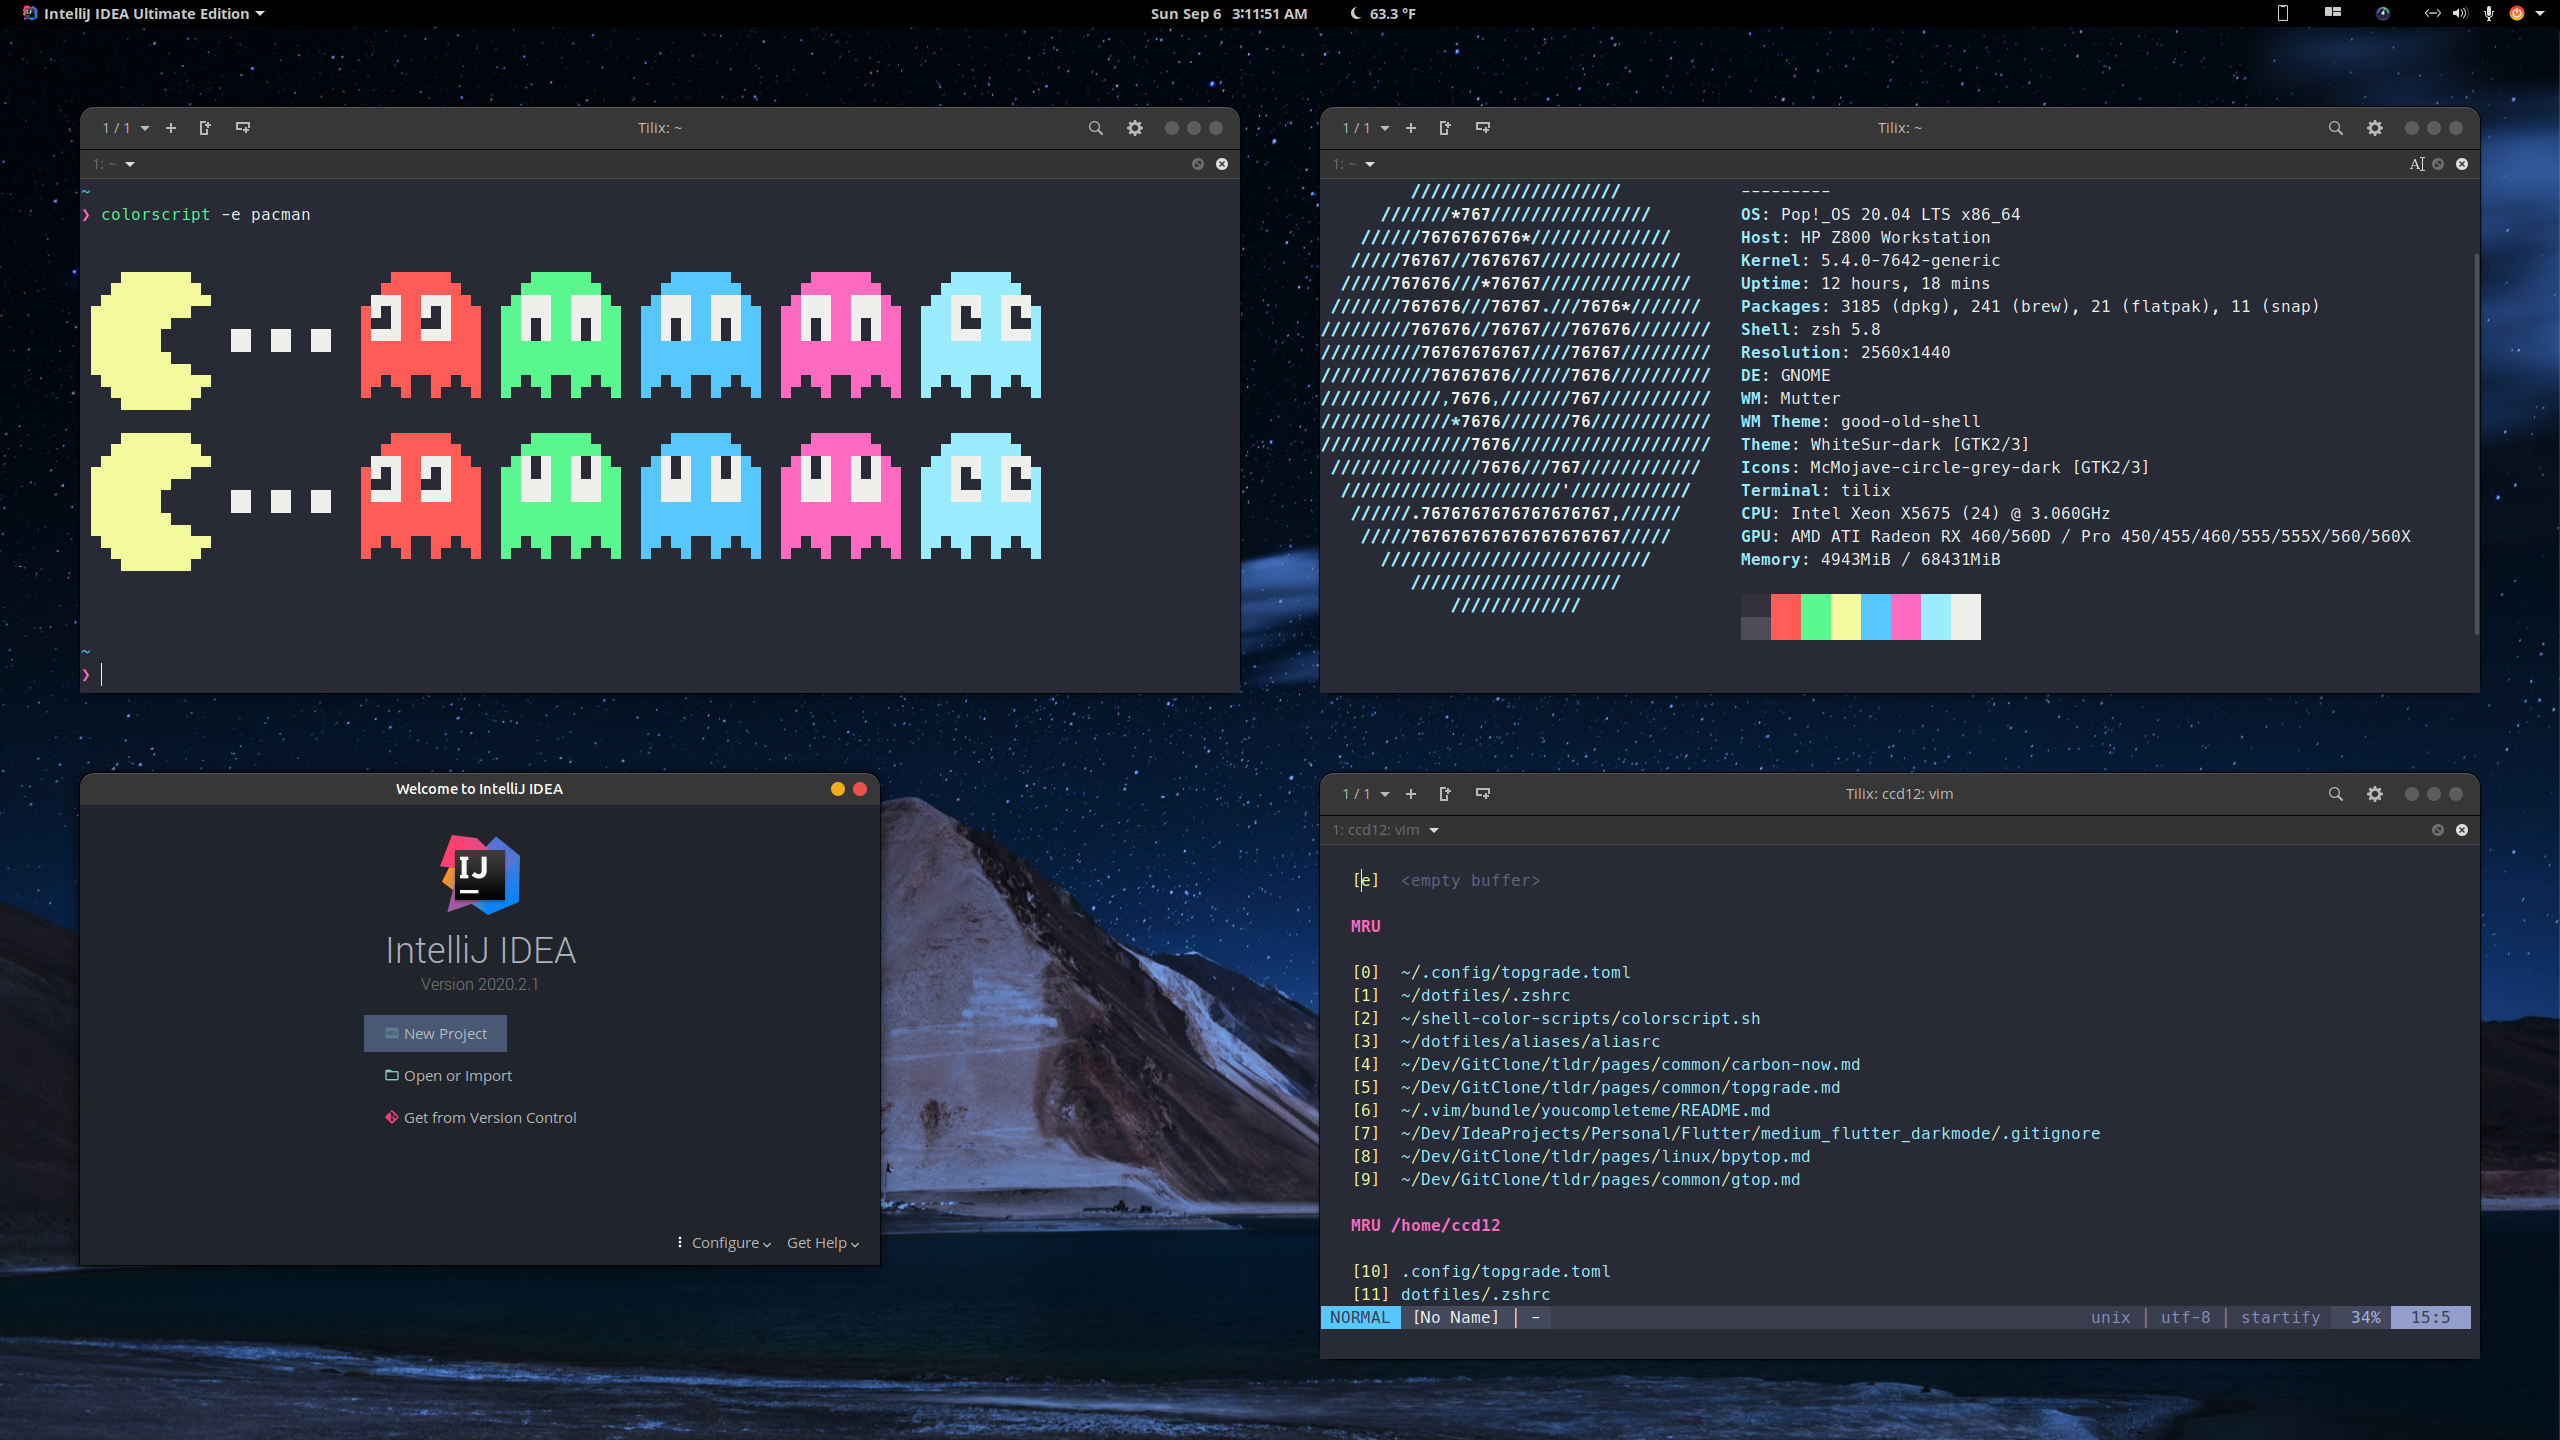 IntelliJ IDEA Ultimate Edition
Sun Sep 6 3:11:51 AM
63.3 °F
1 / 1
Tilix: ~
1: ~
~
❯ colorscript -e pacman
~
❯
1 / 1
Tilix: ~
1: ~
/////////////////////
---------
///////*767////////////////
OS: Pop!_OS 20.04 LTS x86_64
//////7676767676*//////////////
Host: HP Z800 Workstation
/////76767//7676767//////////////
Kernel: 5.4.0-7642-generic
/////767676///*76767///////////////
Uptime: 12 hours, 18 mins
///////767676///76767.///7676*///////
Packages: 3185 (dpkg), 241 (brew), 21 (flatpak), 11 (snap)
/////////767676//76767///767676////////
Shell: zsh 5.8
//////////76767676767////76767/////////
Resolution: 2560x1440
///////////76767676//////7676//////////
DE: GNOME
////////////,7676,///////767///////////
WM: Mutter
/////////////*7676///////76////////////
WM Theme: good-old-shell
///////////////7676////////////////////
Theme: WhiteSur-dark [GTK2/3]
///////////////7676///767////////////
Icons: McMojave-circle-grey-dark [GTK2/3]
//////////////////////'////////////
Terminal: tilix
//////.7676767676767676767,//////
CPU: Intel Xeon X5675 (24) @ 3.060GHz
/////767676767676767676767/////
GPU: AMD ATI Radeon RX 460/560D / Pro 450/455/460/555/555X/560/560X
///////////////////////////
Memory: 4943MiB / 68431MiB
/////////////////////
/////////////
Welcome to IntelliJ IDEA
IJ
IntelliJ IDEA
Version 2020.2.1
New Project
Open or Import
Get from Version Control
Configure
Get Help
1 / 1
Tilix: ccd12: vim
1: ccd12: vim
[e] <empty buffer>
MRU
[0] ~/.config/topgrade.toml
[1] ~/dotfiles/.zshrc
[2] ~/shell-color-scripts/colorscript.sh
[3] ~/dotfiles/aliases/aliasrc
[4] ~/Dev/GitClone/tldr/pages/common/carbon-now.md
[5] ~/Dev/GitClone/tldr/pages/common/topgrade.md
[6] ~/.vim/bundle/youcompleteme/README.md
[7] ~/Dev/IdeaProjects/Personal/Flutter/medium_flutter_darkmode/.gitignore
[8] ~/Dev/GitClone/tldr/pages/linux/bpytop.md
[9] ~/Dev/GitClone/tldr/pages/common/gtop.md
MRU /home/ccd12
[10] .config/topgrade.toml
[11] dotfiles/.zshrc
NORMAL [No Name] | - unix | utf-8 | startify 34% 15:5